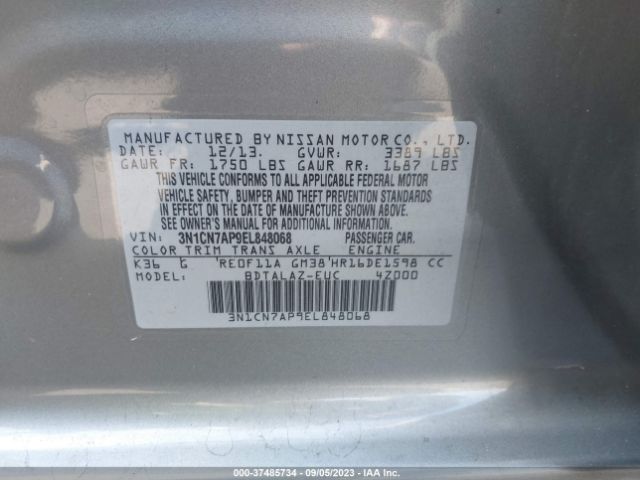 MANUFACTURED BY NISSAN MOTOR CO., LTD.
DATE: 12/13. GVWR: 3389 LBS
GAWR FR: 1750 LBS GAWR RR: 1687 LBS
THIS VEHICLE CONFORMS TO ALL APPLICABLE FEDERAL MOTOR
VEHICLE SAFETY, BUMPER AND THEFT PREVENTION STANDARDS
IN EFFECT ON THE DATE OF MANUFACTURE SHOWN ABOVE.
SEE OWNER'S MANUAL FOR ADDITIONAL INFORMATION.
VIN: 3N1CN7AP9EL848068 PASSENGER CAR.
COLOR TRIM TRANS AXLE ENGINE
K36 G RE0F11A GM38 HR16DE1598 CC
MODEL: BDTALAZ-EUC 4Z000
3N1CN7AP9EL848068
000-37485734 - 09/05/2023 - IAA Inc.